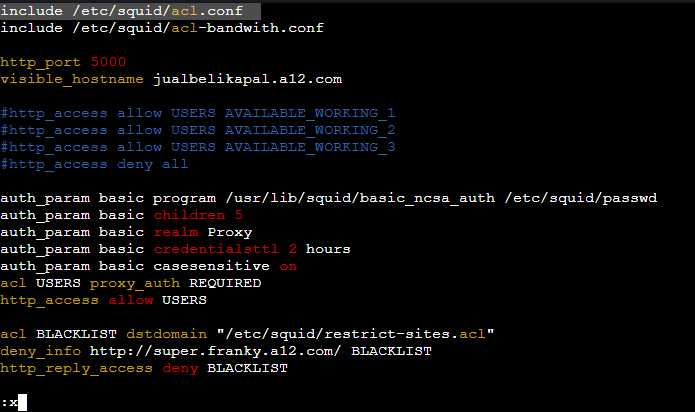 include /etc/squid/acl.conf
include /etc/squid/acl-bandwith.conf
http_port 5000
visible_hostname jualbelikapal.a12.com
#http_access allow USERS AVAILABLE_WORKING_1
#http_access allow USERS AVAILABLE_WORKING_2
#http_access allow USERS AVAILABLE_WORKING_3
#http_access deny all
auth_param basic program /usr/lib/squid/basic_ncsa_auth /etc/squid/passwd
auth_param basic children 5
auth_param basic realm Proxy
auth_param basic credentialsttl 2 hours
auth_param basic casesensitive on
acl USERS proxy_auth REQUIRED
http_access allow USERS
acl BLACKLIST dstdomain "/etc/squid/restrict-sites.acl"
deny_info http://super.franky.a12.com/ BLACKLIST
http_reply_access deny BLACKLIST
:x